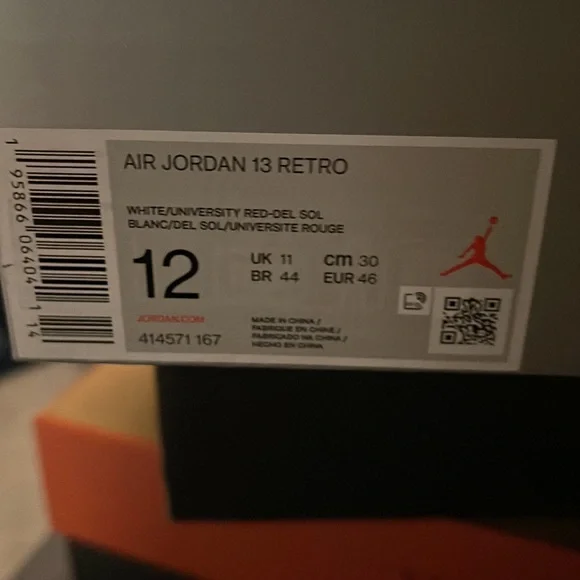 AIR JORDAN 13 RETRO
WHITE/UNIVERSITY RED-DEL SOL
BLANC/DEL SOL/UNIVERSITE ROUGE
12
UK 11 cm 30
BR 44 EUR 46
JORDAN.COM
414571 167
MADE IN CHINA /
FABRIQUE EN CHINE /
FABRICADO NA CHINA /
HECHO EN CHINA
1 95866 06404 1 14